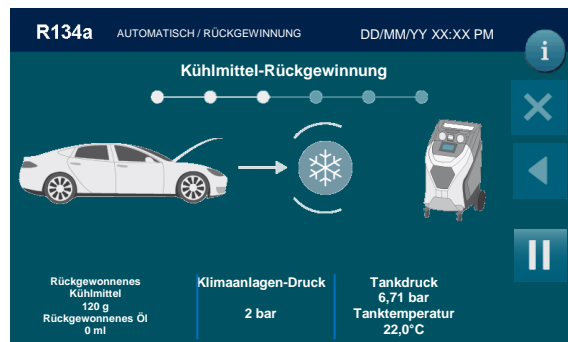 R134a AUTOMATISCH / RÜCKGEWINNUNG DD/MM/YY XX:XX PM
i
Kühlmittel-Rückgewinnung
Rückgewonnenes
Kühlmittel
120 g
Rückgewonnenes Öl
0 ml
Klimaanlagen-Druck
2 bar
Tankdruck
6,71 bar
Tanktemperatur
22,0°C